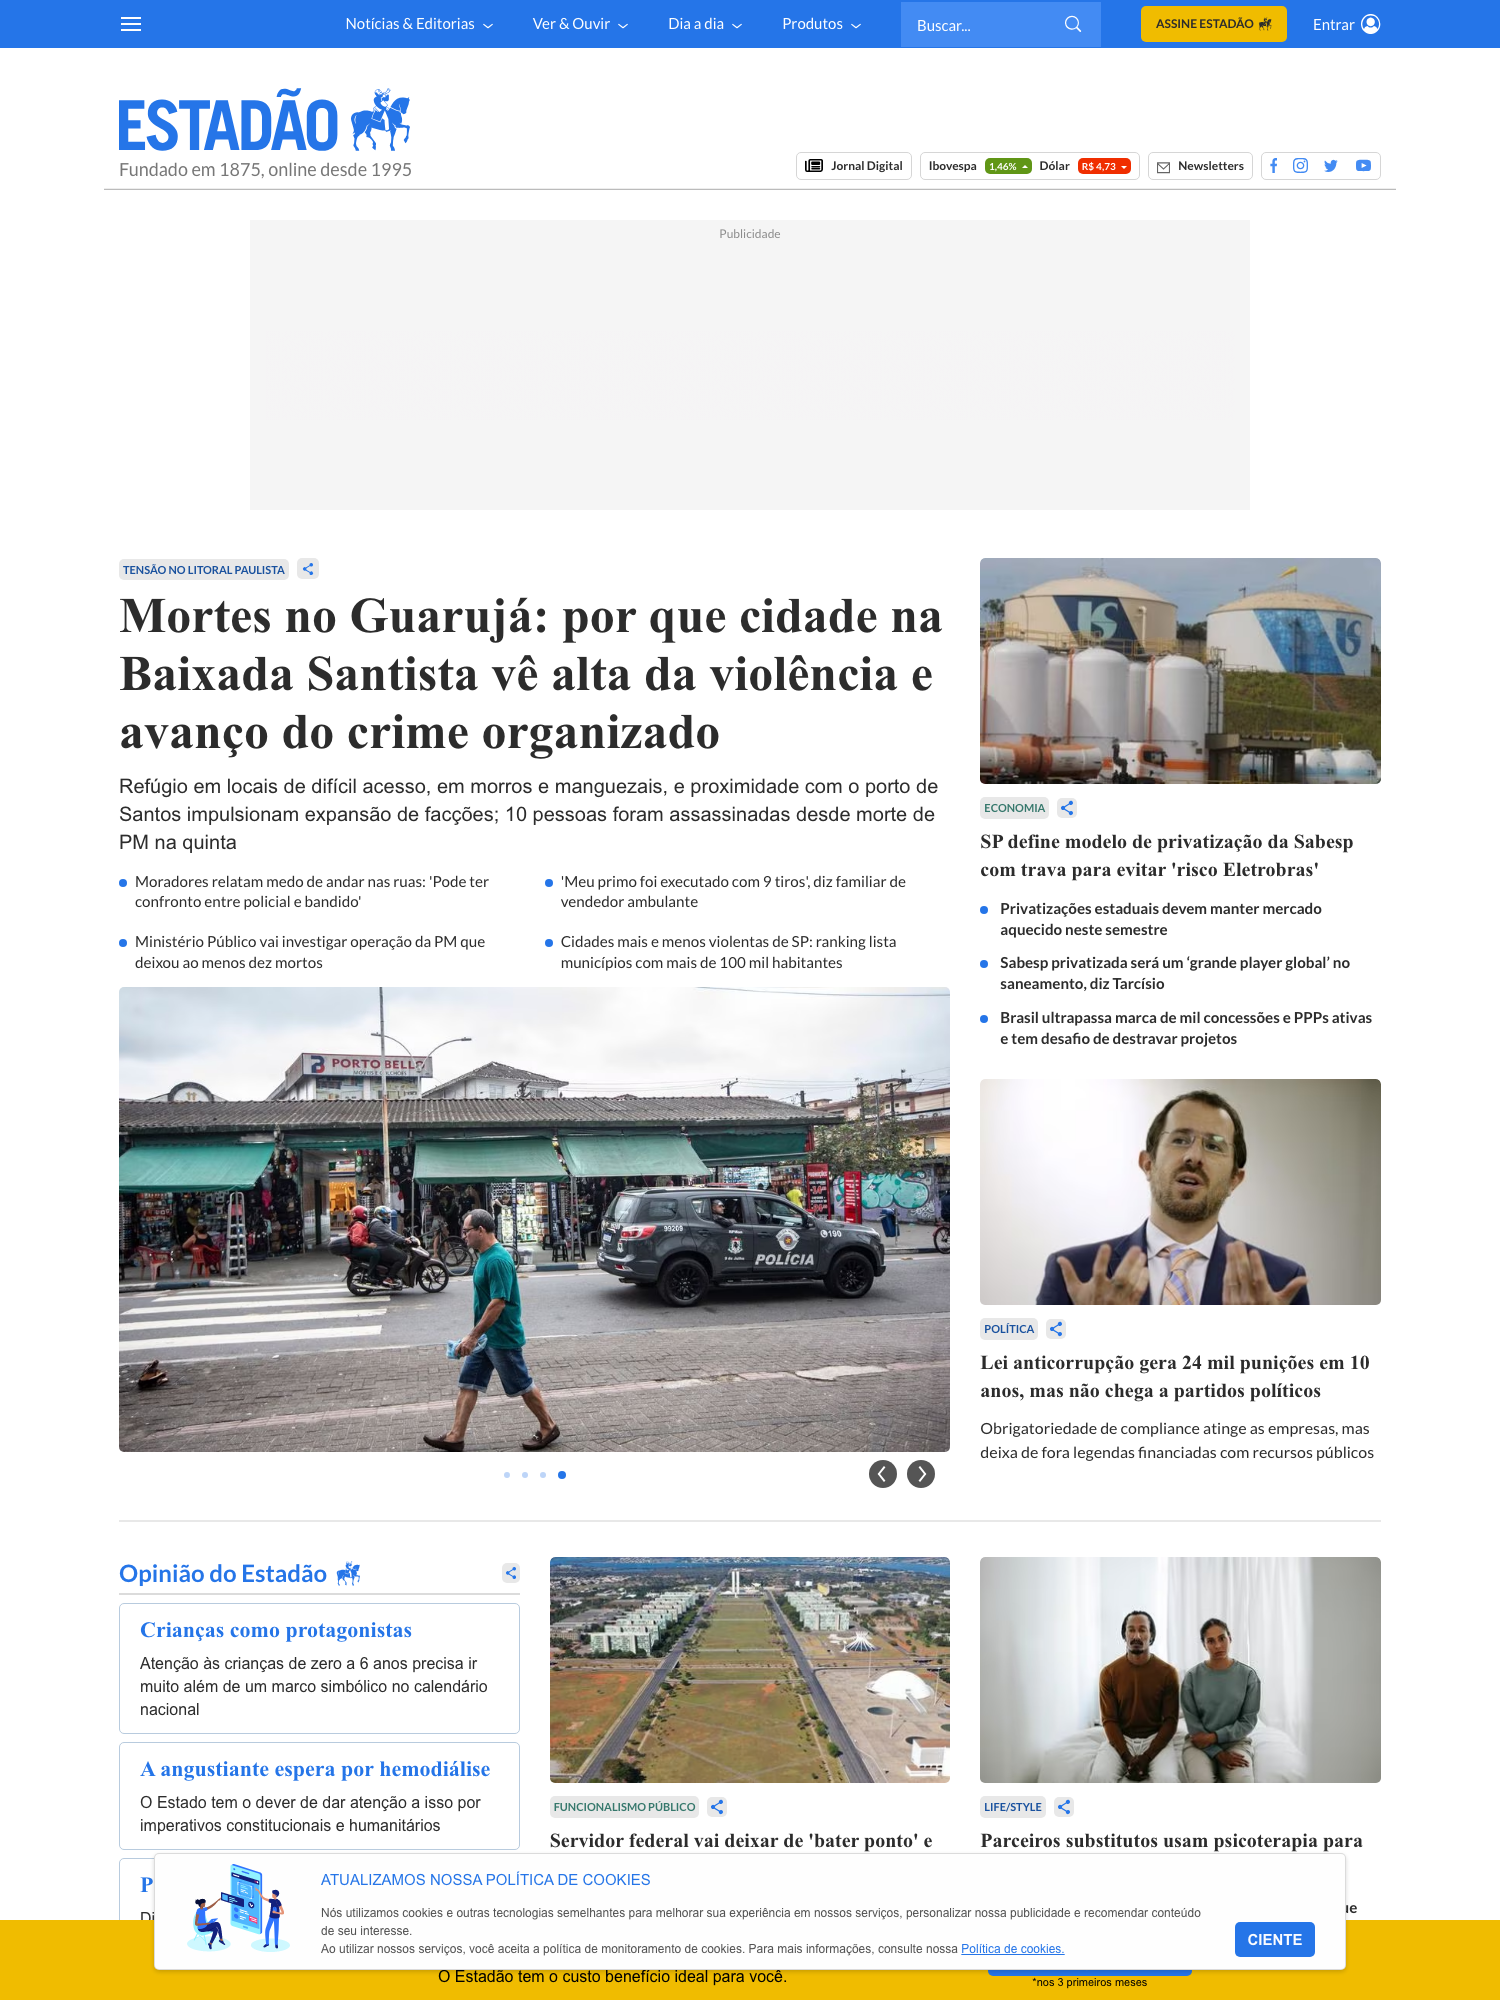 Notícias & Editorias
Ver & Ouvir
Dia a dia
Produtos
Buscar...
ASSINE ESTADÃO
Entrar
ESTADÃO
Fundado em 1875, online desde 1995
Jornal Digital
Ibovespa 1,46% Dólar R$ 4,73
Newsletters
Publicidade
TENSÃO NO LITORAL PAULISTA
Mortes no Guarujá: por que cidade na
Baixada Santista vê alta da violência e
avanço do crime organizado
Refúgio em locais de difícil acesso, em morros e manguezais, e proximidade com o porto de
Santos impulsionam expansão de facções; 10 pessoas foram assassinadas desde morte de
PM na quinta
Moradores relatam medo de andar nas ruas: 'Pode ter
confronto entre policial e bandido'
'Meu primo foi executado com 9 tiros', diz familiar de
vendedor ambulante
Ministério Público vai investigar operação da PM que
deixou ao menos dez mortos
Cidades mais e menos violentas de SP: ranking lista
municípios com mais de 100 mil habitantes
PORTO BELLO
99209
190
POLÍCIA
ECONOMIA
SP define modelo de privatização da Sabesp
com trava para evitar 'risco Eletrobras'
Privatizações estaduais devem manter mercado
aquecido neste semestre
Sabesp privatizada será um ‘grande player global’ no
saneamento, diz Tarcísio
Brasil ultrapassa marca de mil concessões e PPPs ativas
e tem desafio de destravar projetos
POLÍTICA
Lei anticorrupção gera 24 mil punições em 10
anos, mas não chega a partidos políticos
Obrigatoriedade de compliance atinge as empresas, mas
deixa de fora legendas financiadas com recursos públicos
Opinião do Estadão
Crianças como protagonistas
Atenção às crianças de zero a 6 anos precisa ir
muito além de um marco simbólico no calendário
nacional
A angustiante espera por hemodiálise
O Estado tem o dever de dar atenção a isso por
imperativos constitucionais e humanitários
P
Di
FUNCIONALISMO PÚBLICO
Servidor federal vai deixar de 'bater ponto' e
LIFE/STYLE
Parceiros substitutos usam psicoterapia para
ue
ATUALIZAMOS NOSSA POLÍTICA DE COOKIES
Nós utilizamos cookies e outras tecnologias semelhantes para melhorar sua experiência em nossos serviços, personalizar nossa publicidade e recomendar conteúdo
de seu interesse.
Ao utilizar nossos serviços, você aceita a política de monitoramento de cookies. Para mais informações, consulte nossa Política de cookies.
CIENTE
O Estadão tem o custo benefício ideal para você.
*nos 3 primeiros meses